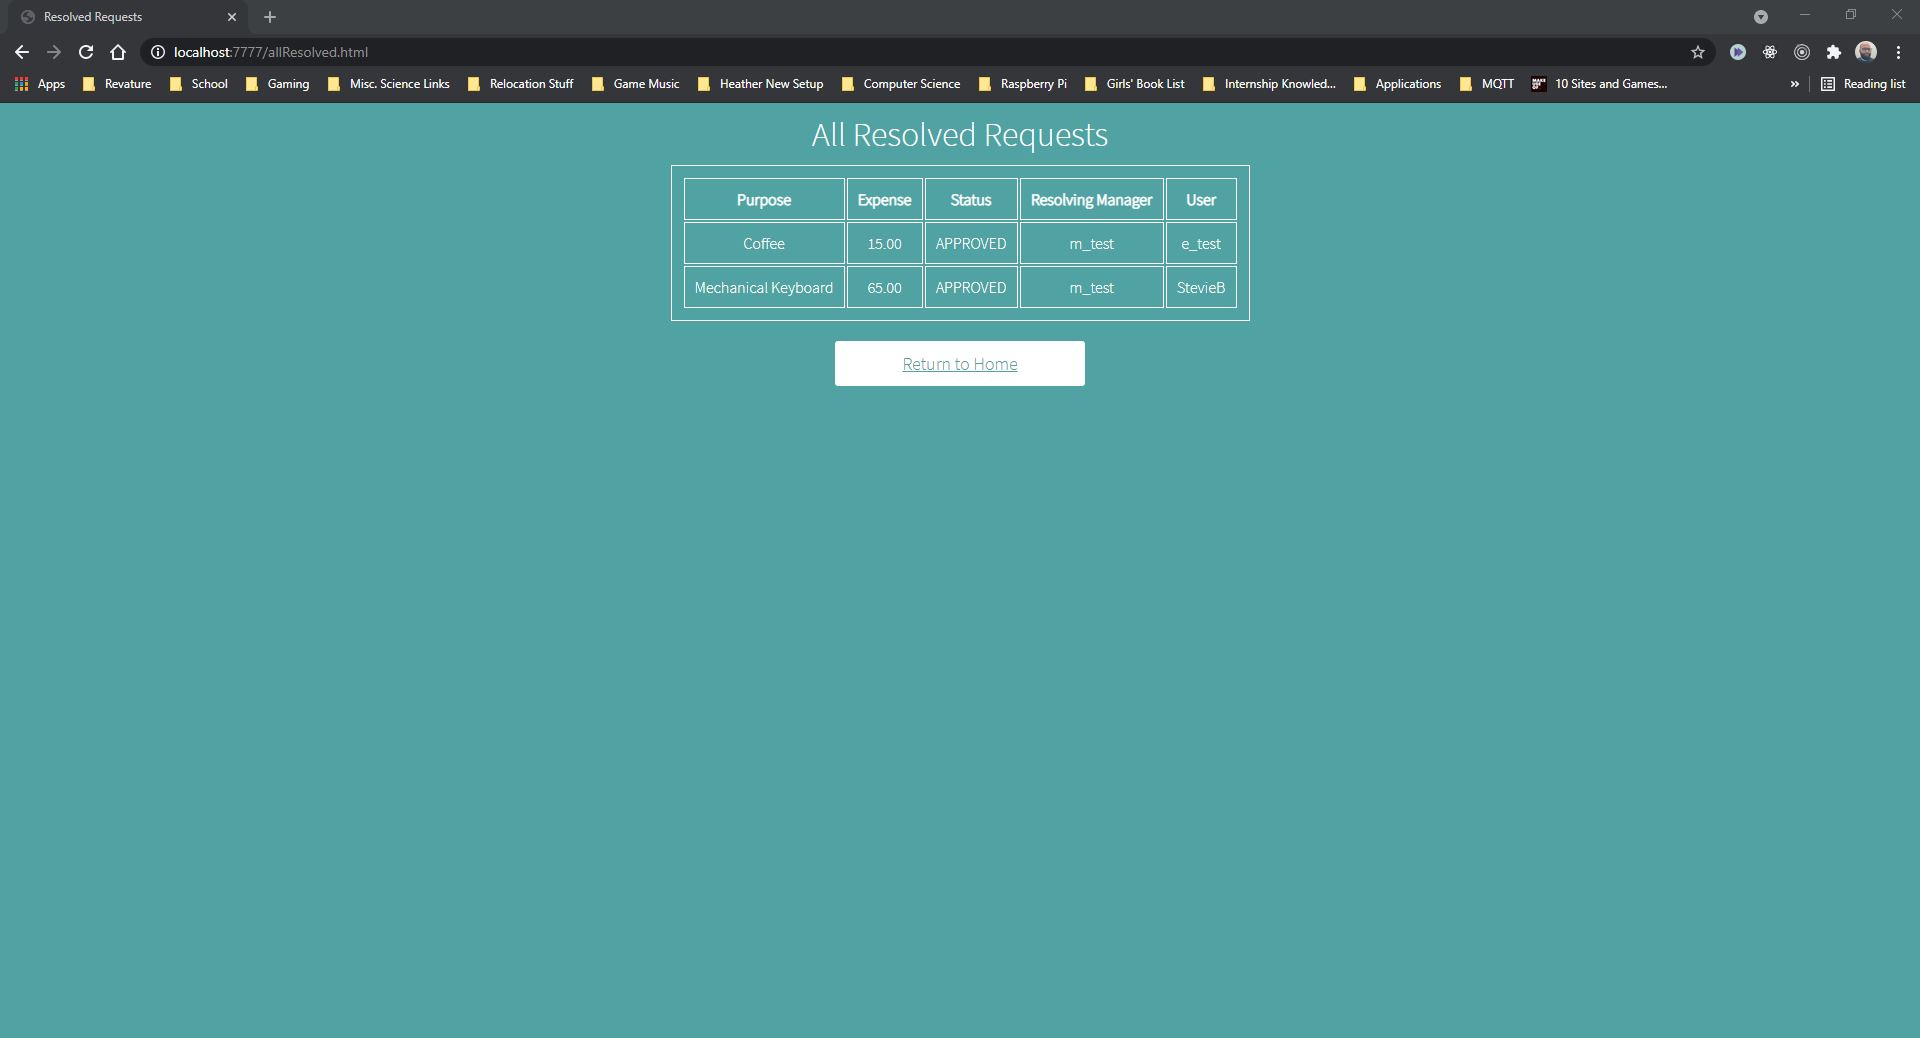 Resolved Requests
localhost:7777/allResolved.html
Apps Revature School Gaming Misc. Science Links Relocation Stuff Game Music Heather New Setup Computer Science Raspberry Pi Girls' Book List Internship Knowled... Applications MQTT 10 Sites and Games... » Reading list
All Resolved Requests
Purpose Expense Status Resolving Manager User
Coffee 15.00 APPROVED m_test e_test
Mechanical Keyboard 65.00 APPROVED m_test StevieB
Return to Home